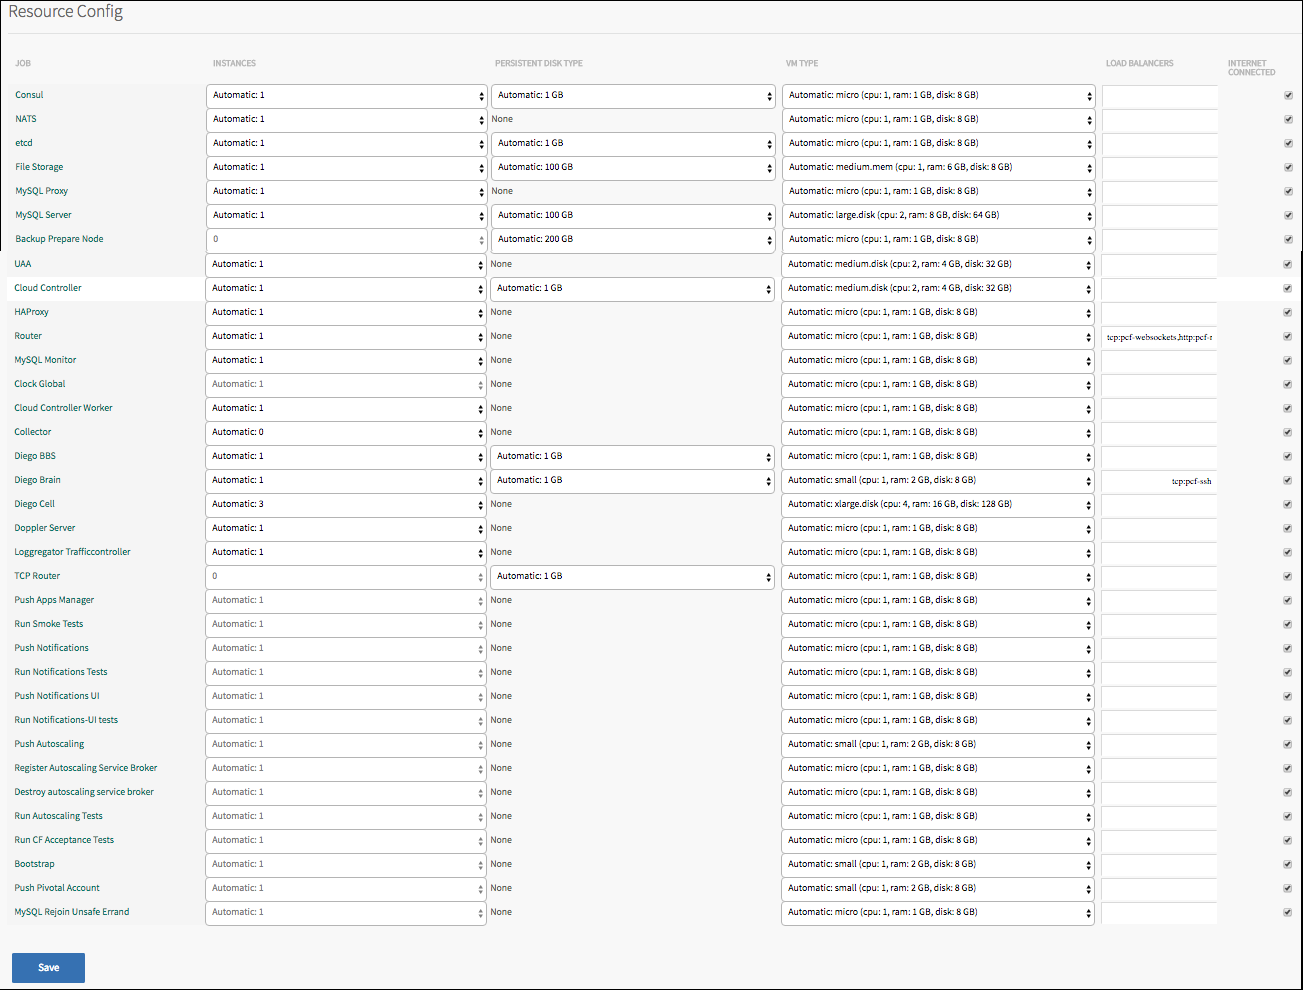 Resource Config
JOB INSTANCES PERSISTENT DISK TYPE VM TYPE LOAD BALANCERS INTERNET CONNECTED
Consul Automatic: 1 Automatic: 1 GB Automatic: micro (cpu: 1, ram: 1 GB, disk: 8 GB)
NATS Automatic: 1 None Automatic: micro (cpu: 1, ram: 1 GB, disk: 8 GB)
etcd Automatic: 1 Automatic: 1 GB Automatic: micro (cpu: 1, ram: 1 GB, disk: 8 GB)
File Storage Automatic: 1 Automatic: 100 GB Automatic: medium.mem (cpu: 1, ram: 6 GB, disk: 8 GB)
MySQL Proxy Automatic: 1 None Automatic: micro (cpu: 1, ram: 1 GB, disk: 8 GB)
MySQL Server Automatic: 1 Automatic: 100 GB Automatic: large.disk (cpu: 2, ram: 8 GB, disk: 64 GB)
Backup Prepare Node 0 Automatic: 200 GB Automatic: micro (cpu: 1, ram: 1 GB, disk: 8 GB)
UAA Automatic: 1 None Automatic: medium.disk (cpu: 2, ram: 4 GB, disk: 32 GB)
Cloud Controller Automatic: 1 Automatic: 1 GB Automatic: medium.disk (cpu: 2, ram: 4 GB, disk: 32 GB)
HAProxy Automatic: 1 None Automatic: micro (cpu: 1, ram: 1 GB, disk: 8 GB)
Router Automatic: 1 None Automatic: micro (cpu: 1, ram: 1 GB, disk: 8 GB) tcp:pcf-websockets,http:pcf-r
MySQL Monitor Automatic: 1 None Automatic: micro (cpu: 1, ram: 1 GB, disk: 8 GB)
Clock Global Automatic: 1 None Automatic: micro (cpu: 1, ram: 1 GB, disk: 8 GB)
Cloud Controller Worker Automatic: 1 None Automatic: micro (cpu: 1, ram: 1 GB, disk: 8 GB)
Collector Automatic: 0 None Automatic: micro (cpu: 1, ram: 1 GB, disk: 8 GB)
Diego BBS Automatic: 1 Automatic: 1 GB Automatic: micro (cpu: 1, ram: 1 GB, disk: 8 GB)
Diego Brain Automatic: 1 Automatic: 1 GB Automatic: small (cpu: 1, ram: 2 GB, disk: 8 GB) tcp:pcf-ssh
Diego Cell Automatic: 3 None Automatic: xlarge.disk (cpu: 4, ram: 16 GB, disk: 128 GB)
Doppler Server Automatic: 1 None Automatic: micro (cpu: 1, ram: 1 GB, disk: 8 GB)
Loggregator Trafficcontroller Automatic: 1 None Automatic: micro (cpu: 1, ram: 1 GB, disk: 8 GB)
TCP Router 0 Automatic: 1 GB Automatic: micro (cpu: 1, ram: 1 GB, disk: 8 GB)
Push Apps Manager Automatic: 1 None Automatic: micro (cpu: 1, ram: 1 GB, disk: 8 GB)
Run Smoke Tests Automatic: 1 None Automatic: micro (cpu: 1, ram: 1 GB, disk: 8 GB)
Push Notifications Automatic: 1 None Automatic: micro (cpu: 1, ram: 1 GB, disk: 8 GB)
Run Notifications Tests Automatic: 1 None Automatic: micro (cpu: 1, ram: 1 GB, disk: 8 GB)
Push Notifications UI Automatic: 1 None Automatic: micro (cpu: 1, ram: 1 GB, disk: 8 GB)
Run Notifications-UI tests Automatic: 1 None Automatic: micro (cpu: 1, ram: 1 GB, disk: 8 GB)
Push Autoscaling Automatic: 1 None Automatic: small (cpu: 1, ram: 2 GB, disk: 8 GB)
Register Autoscaling Service Broker Automatic: 1 None Automatic: micro (cpu: 1, ram: 1 GB, disk: 8 GB)
Destroy autoscaling service broker Automatic: 1 None Automatic: micro (cpu: 1, ram: 1 GB, disk: 8 GB)
Run Autoscaling Tests Automatic: 1 None Automatic: micro (cpu: 1, ram: 1 GB, disk: 8 GB)
Run CF Acceptance Tests Automatic: 1 None Automatic: micro (cpu: 1, ram: 1 GB, disk: 8 GB)
Bootstrap Automatic: 1 None Automatic: small (cpu: 1, ram: 2 GB, disk: 8 GB)
Push Pivotal Account Automatic: 1 None Automatic: small (cpu: 1, ram: 2 GB, disk: 8 GB)
MySQL Rejoin Unsafe Errand Automatic: 1 None Automatic: micro (cpu: 1, ram: 1 GB, disk: 8 GB)
Save